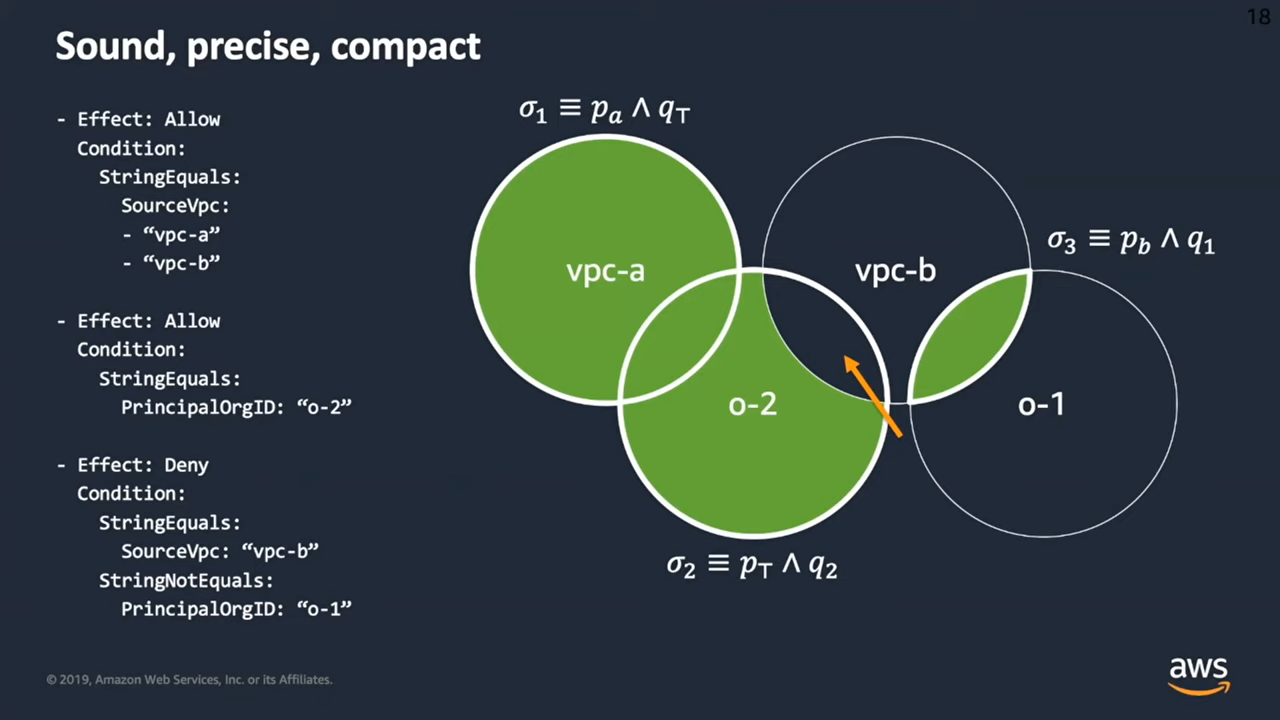 18
Sound, precise, compact
- Effect: Allow
Condition:
StringEquals:
SourceVpc:
- “vpc-a”
- “vpc-b”
- Effect: Allow
Condition:
StringEquals:
PrincipalOrgID: “o-2”
- Effect: Deny
Condition:
StringEquals:
SourceVpc: “vpc-b”
StringNotEquals:
PrincipalOrgID: “o-1”
σ₁ ≡ pₐ ∧ q⊤
vpc-a
vpc-b
σ₃ ≡ p_b ∧ q₁
o-2
o-1
σ₂ ≡ p⊤ ∧ q₂
© 2019, Amazon Web Services, Inc. or its Affiliates.
aws